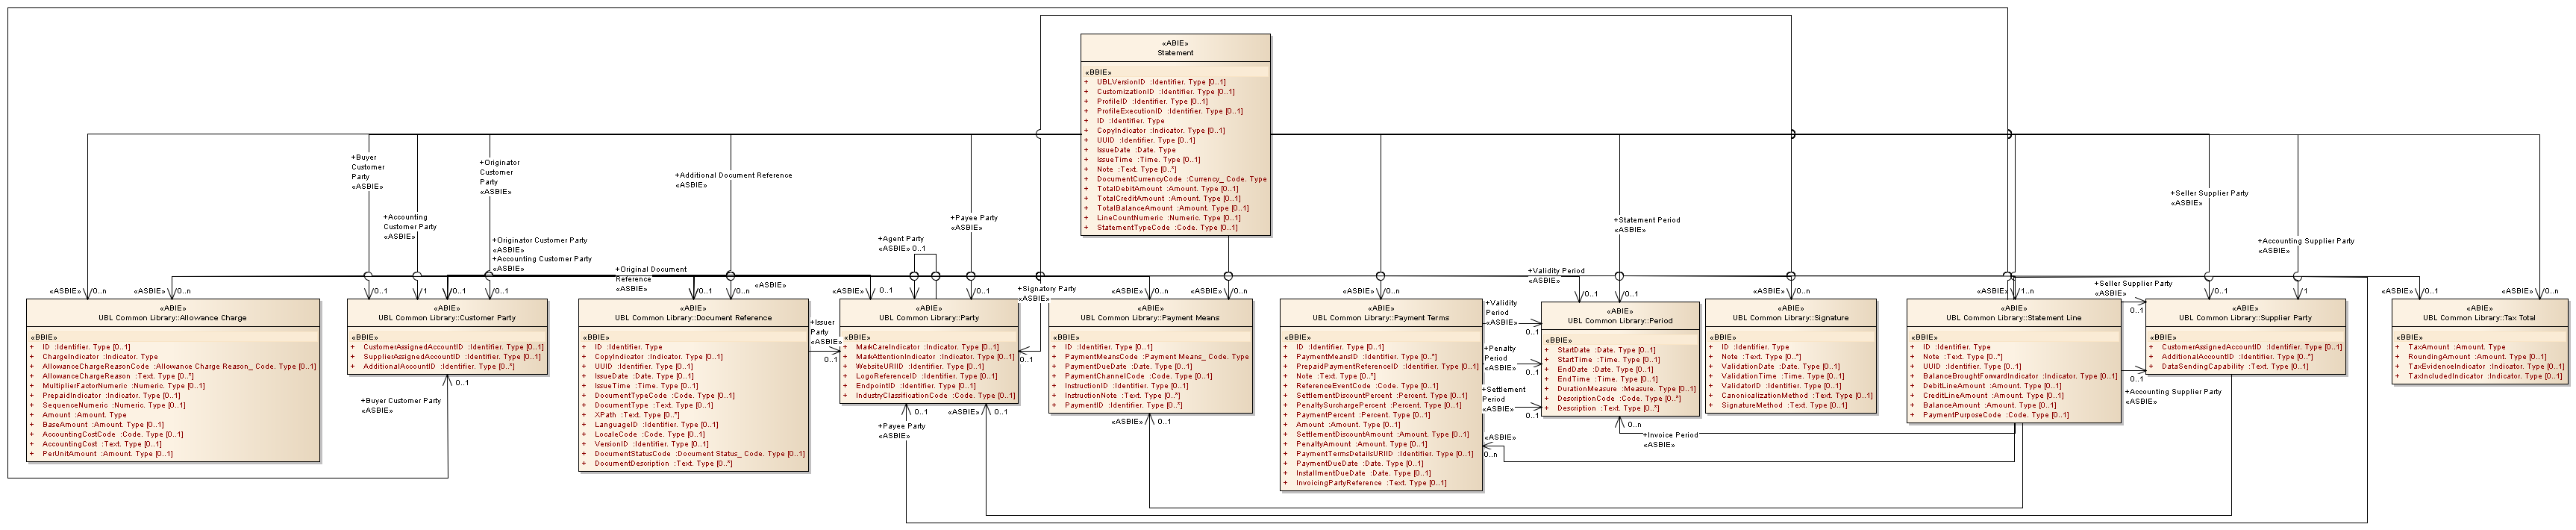 «ABIE»
Statement
«BBIE»
+ UBLVersionID :Identifier. Type [0..1]
+ CustomizationID :Identifier. Type [0..1]
+ ProfileID :Identifier. Type [0..1]
+ ProfileExecutionID :Identifier. Type [0..1]
+ ID :Identifier. Type
+ CopyIndicator :Indicator. Type [0..1]
+ UUID :Identifier. Type [0..1]
+ IssueDate :Date. Type
+ IssueTime :Time. Type [0..1]
+ Note :Text. Type [0..*]
+ DocumentCurrencyCode :Currency_ Code. Type
+ TotalDebitAmount :Amount. Type [0..1]
+ TotalCreditAmount :Amount. Type [0..1]
+ TotalBalanceAmount :Amount. Type [0..1]
+ LineCountNumeric :Numeric. Type [0..1]
+ StatementTypeCode :Code. Type [0..1]
+Buyer
Customer
Party
«ASBIE»
+Originator
Customer
Party
«ASBIE»
+Additional Document Reference
«ASBIE»
+Accounting
Customer Party
«ASBIE»
+Payee Party
«ASBIE»
+Statement Period
«ASBIE»
+Seller Supplier Party
«ASBIE»
+Accounting Supplier Party
«ASBIE»
+Originator Customer Party
«ASBIE»
+Accounting Customer Party
«ASBIE»
+Agent Party
«ASBIE» 0..1
+Original Document
Reference
«ASBIE»
«ASBIE»
+Signatory Party
«ASBIE»
+Validity Period
«ASBIE»
+Seller Supplier Party
«ASBIE»
«ASBIE» 0..n
«ASBIE» 0..n
0..1
1
0..1
0..1
0..1
0..n
«ASBIE» 0..1
0..1
«ASBIE» 0..n
«ASBIE» 0..n
«ASBIE» 0..n
0..1
0..1
«ASBIE» 0..n
«ASBIE» 1..n
0..1
1
«ASBIE» 0..1
«ASBIE» 0..n
«ABIE»
UBL Common Library::Allowance Charge
«BBIE»
+ ID :Identifier. Type [0..1]
+ ChargeIndicator :Indicator. Type
+ AllowanceChargeReasonCode :Allowance Charge Reason_ Code. Type [0..1]
+ AllowanceChargeReason :Text. Type [0..*]
+ MultiplierFactorNumeric :Numeric. Type [0..1]
+ PrepaidIndicator :Indicator. Type [0..1]
+ SequenceNumeric :Numeric. Type [0..1]
+ Amount :Amount. Type
+ BaseAmount :Amount. Type [0..1]
+ AccountingCostCode :Code. Type [0..1]
+ AccountingCost :Text. Type [0..1]
+ PerUnitAmount :Amount. Type [0..1]
«ABIE»
UBL Common Library::Customer Party
«BBIE»
+ CustomerAssignedAccountID :Identifier. Type [0..1]
+ SupplierAssignedAccountID :Identifier. Type [0..1]
+ AdditionalAccountID :Identifier. Type [0..*]
0..1
+Buyer Customer Party
«ASBIE»
«ABIE»
UBL Common Library::Document Reference
«BBIE»
+ ID :Identifier. Type
+ CopyIndicator :Indicator. Type [0..1]
+ UUID :Identifier. Type [0..1]
+ IssueDate :Date. Type [0..1]
+ IssueTime :Time. Type [0..1]
+ DocumentTypeCode :Code. Type [0..1]
+ DocumentType :Text. Type [0..1]
+ XPath :Text. Type [0..*]
+ LanguageID :Identifier. Type [0..1]
+ LocaleCode :Code. Type [0..1]
+ VersionID :Identifier. Type [0..1]
+ DocumentStatusCode :Document Status_ Code. Type [0..1]
+ DocumentDescription :Text. Type [0..*]
+Issuer
Party
«ASBIE»
0..1
«ABIE»
UBL Common Library::Party
«BBIE»
+ MarkCareIndicator :Indicator. Type [0..1]
+ MarkAttentionIndicator :Indicator. Type [0..1]
+ WebsiteURIID :Identifier. Type [0..1]
+ LogoReferenceID :Identifier. Type [0..1]
+ EndpointID :Identifier. Type [0..1]
+ IndustryClassificationCode :Code. Type [0..1]
0..1
0..1
+Payee Party
«ASBIE»
«ASBIE» 0..1
«ABIE»
UBL Common Library::Payment Means
«BBIE»
+ ID :Identifier. Type [0..1]
+ PaymentMeansCode :Payment Means_ Code. Type
+ PaymentDueDate :Date. Type [0..1]
+ PaymentChannelCode :Code. Type [0..1]
+ InstructionID :Identifier. Type [0..1]
+ InstructionNote :Text. Type [0..*]
+ PaymentID :Identifier. Type [0..*]
«ASBIE» 0..1
«ABIE»
UBL Common Library::Payment Terms
«BBIE»
+ ID :Identifier. Type [0..1]
+ PaymentMeansID :Identifier. Type [0..*]
+ PrepaidPaymentReferenceID :Identifier. Type [0..1]
+ Note :Text. Type [0..*]
+ ReferenceEventCode :Code. Type [0..1]
+ SettlementDiscountPercent :Percent. Type [0..1]
+ PenaltySurchargePercent :Percent. Type [0..1]
+ PaymentPercent :Percent. Type [0..1]
+ Amount :Amount. Type [0..1]
+ SettlementDiscountAmount :Amount. Type [0..1]
+ PenaltyAmount :Amount. Type [0..1]
+ PaymentTermsDetailsURIID :Identifier. Type [0..1]
+ PaymentDueDate :Date. Type [0..1]
+ InstallmentDueDate :Date. Type [0..1]
+ InvoicingPartyReference :Text. Type [0..1]
+Validity
Period
«ASBIE»
0..1
+Penalty
Period
«ASBIE»
0..1
+Settlement
Period
«ASBIE»
0..1
«ASBIE»
0..n
«ABIE»
UBL Common Library::Period
«BBIE»
+ StartDate :Date. Type [0..1]
+ StartTime :Time. Type [0..1]
+ EndDate :Date. Type [0..1]
+ EndTime :Time. Type [0..1]
+ DurationMeasure :Measure. Type [0..1]
+ DescriptionCode :Code. Type [0..*]
+ Description :Text. Type [0..*]
0..n
+Invoice Period
«ASBIE»
«ABIE»
UBL Common Library::Signature
«BBIE»
+ ID :Identifier. Type
+ Note :Text. Type [0..*]
+ ValidationDate :Date. Type [0..1]
+ ValidationTime :Time. Type [0..1]
+ ValidatorID :Identifier. Type [0..1]
+ CanonicalizationMethod :Text. Type [0..1]
+ SignatureMethod :Text. Type [0..1]
«ABIE»
UBL Common Library::Statement Line
«BBIE»
+ ID :Identifier. Type
+ Note :Text. Type [0..*]
+ UUID :Identifier. Type [0..1]
+ BalanceBroughtForwardIndicator :Indicator. Type [0..1]
+ DebitLineAmount :Amount. Type [0..1]
+ CreditLineAmount :Amount. Type [0..1]
+ BalanceAmount :Amount. Type [0..1]
+ PaymentPurposeCode :Code. Type [0..1]
0..1
0..1
+Accounting Supplier Party
«ASBIE»
«ABIE»
UBL Common Library::Supplier Party
«BBIE»
+ CustomerAssignedAccountID :Identifier. Type [0..1]
+ AdditionalAccountID :Identifier. Type [0..*]
+ DataSendingCapability :Text. Type [0..1]
«ABIE»
UBL Common Library::Tax Total
«BBIE»
+ TaxAmount :Amount. Type
+ RoundingAmount :Amount. Type [0..1]
+ TaxEvidenceIndicator :Indicator. Type [0..1]
+ TaxIncludedIndicator :Indicator. Type [0..1]